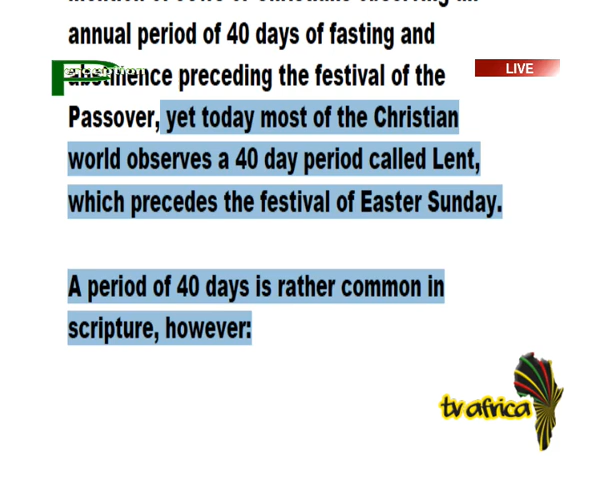 annual period of 40 days of fasting and
abstinence preceding the festival of the
LIVE
Passover, yet today most of the Christian
world observes a 40 day period called Lent,
which precedes the festival of Easter Sunday.
A period of 40 days is rather common in
scripture, however:
tv africa